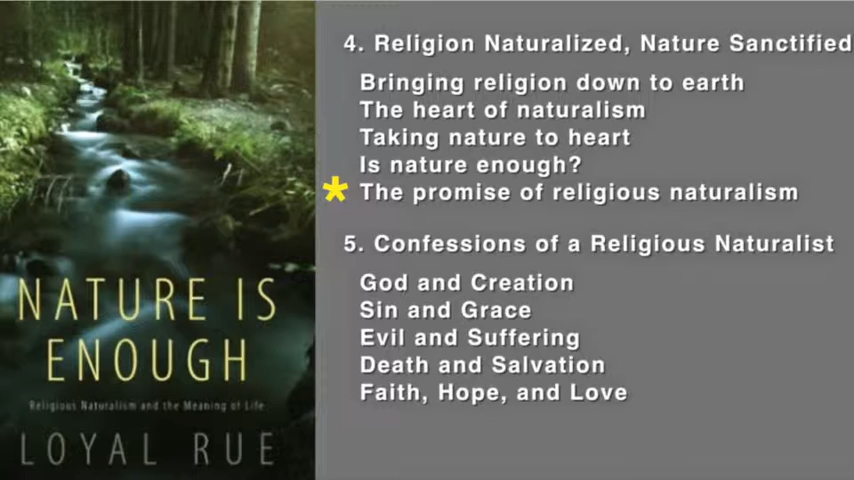 NATURE IS
ENOUGH
Religious Naturalism and the Meaning of Life
LOYAL RUE
4. Religion Naturalized, Nature Sanctified
Bringing religion down to earth
The heart of naturalism
Taking nature to heart
Is nature enough?
* The promise of religious naturalism
5. Confessions of a Religious Naturalist
God and Creation
Sin and Grace
Evil and Suffering
Death and Salvation
Faith, Hope, and Love